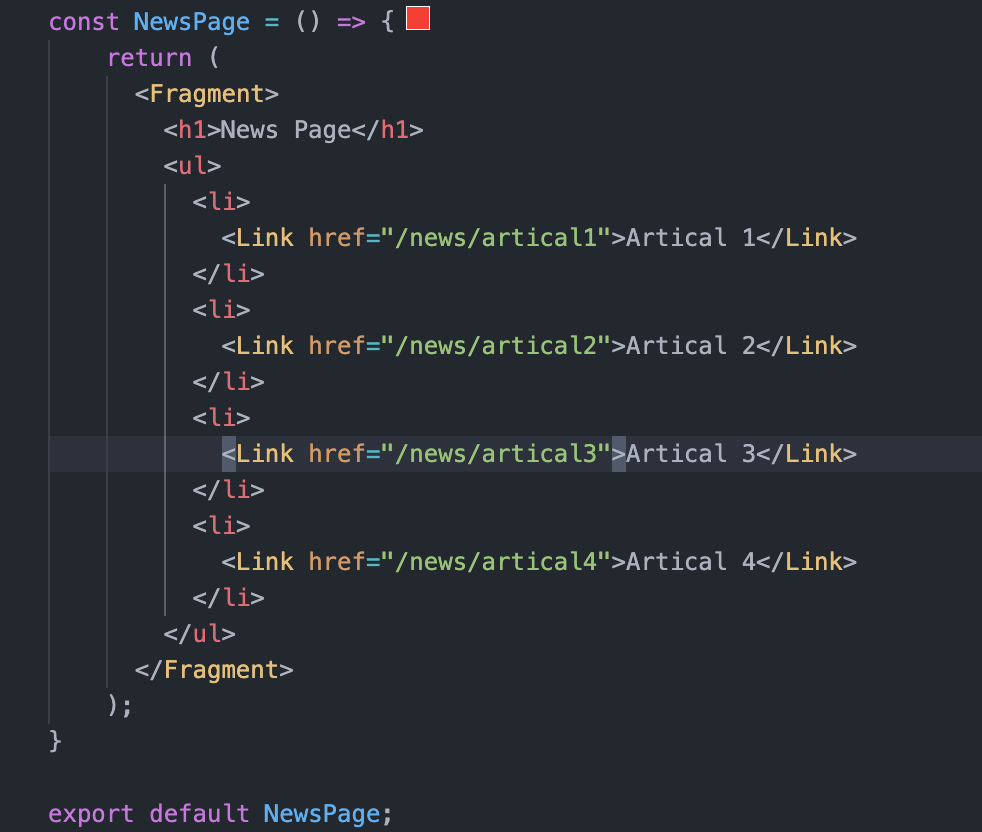 const NewsPage = () => {
return (
<Fragment>
<h1>News Page</h1>
<ul>
<li>
<Link href="/news/artical1">Artical 1</Link>
</li>
<li>
<Link href="/news/artical2">Artical 2</Link>
</li>
<li>
<Link href="/news/artical3">Artical 3</Link>
</li>
<li>
<Link href="/news/artical4">Artical 4</Link>
</li>
</ul>
</Fragment>
);
}
export default NewsPage;